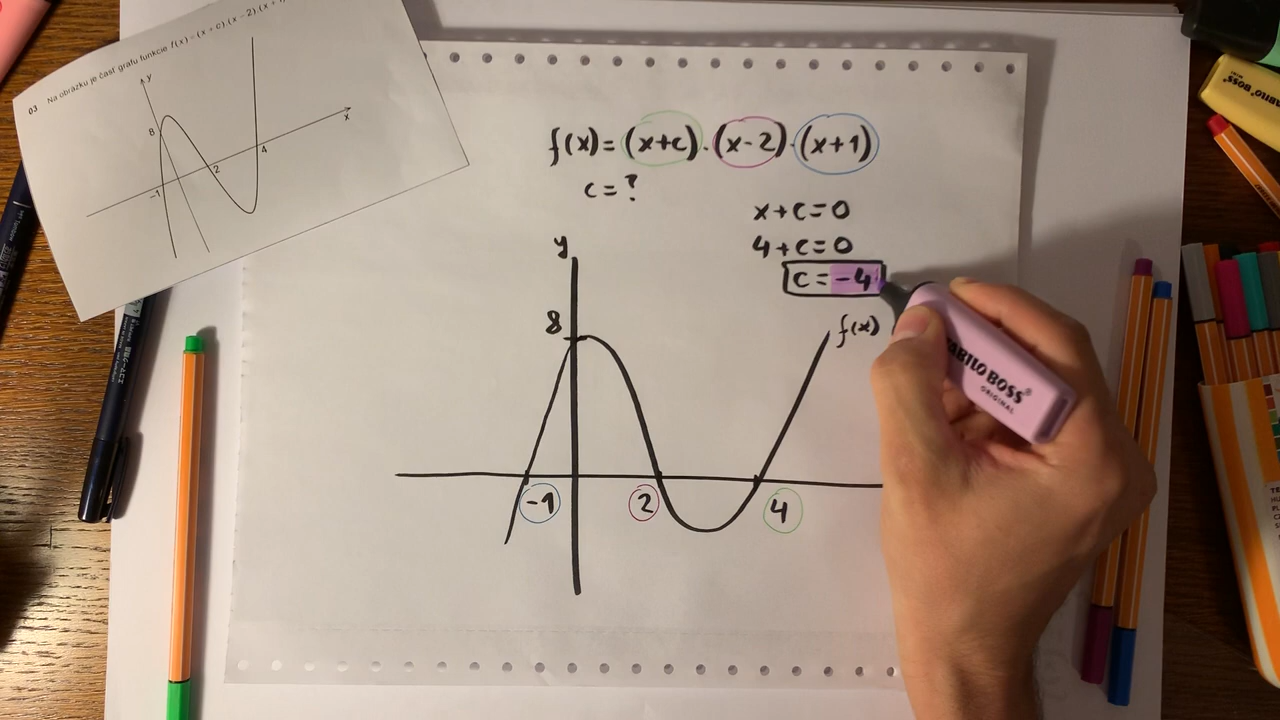 03 Na obrázku je časť grafu funkcie f(x) = (x + c).(x − 2).(x +
y
8
x
4
2
−1
f(x) = (x+c) · (x-2) · (x+1)
c = ?
x+c=0
4+c=0
c = -4
y
8
f(x)
-1
2
4
STABILO BOSS
ORIGINAL
STABILO BOSS